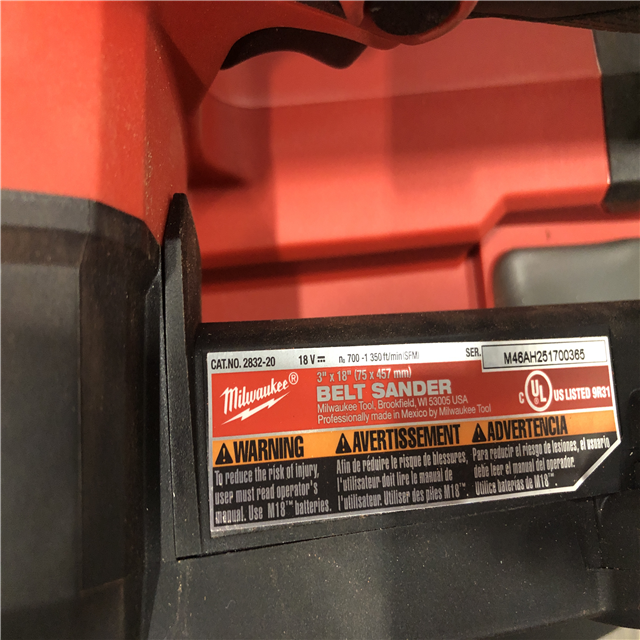 CAT.NO. 2832-20 18 V n₀ 700 -1 350 ft/min (SFM) SER. M46AH251700365
Milwaukee®
3" x 18" (75 x 457 mm)
BELT SANDER
Milwaukee Tool, Brookfield, WI 53005 USA
Professionally made in Mexico by Milwaukee Tool
C UL US LISTED 9R31
WARNING
To reduce the risk of injury,
user must read operator's
manual. Use M18™ batteries.
AVERTISSEMENT
Afin de réduire le risque de blessures,
l'utilisateur doit lire le manuel de
l'utilisateur. Utiliser des piles M18™.
ADVERTENCIA
Para reducir el riesgo de lesiones, el usuario
debe leer el manual del operador.
Utilice baterías de M18™.